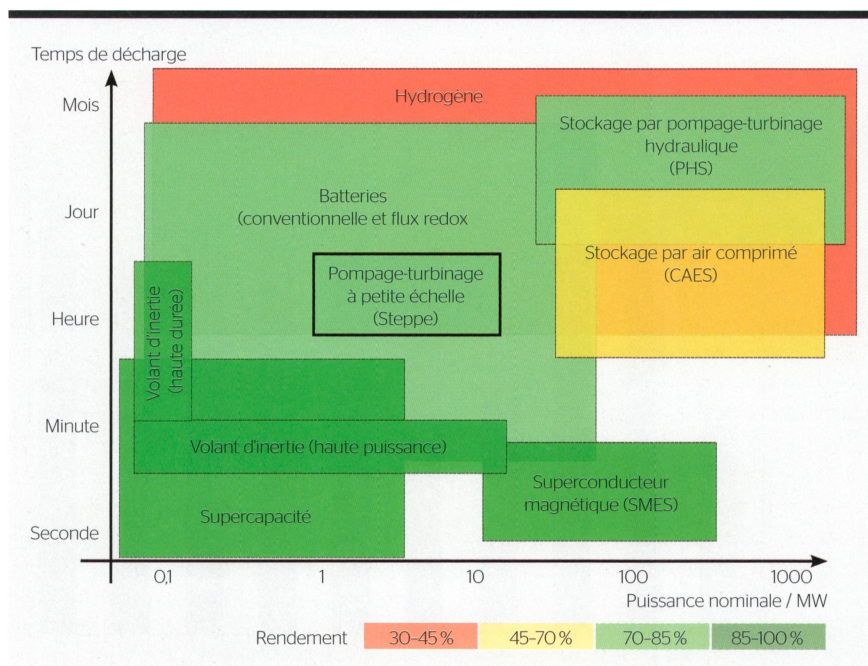 Temps de décharge
Mois
Jour
Heure
Minute
Seconde
Hydrogène
Stockage par pompage-turbinage
hydraulique
(PHS)
Batteries
(conventionnelle et flux redox
Stockage par air comprimé
(CAES)
Pompage-turbinage
à petite échelle
(Steppe)
Volant d'inertie
(haute durée)
Volant d'inertie (haute puissance)
Superconducteur
magnétique (SMES)
Supercapacité
0,1
1
10
100
1000
Puissance nominale / MW
Rendement
30–45 %
45–70 %
70–85 %
85–100 %